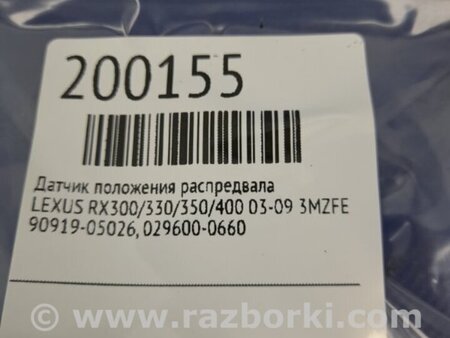 200155
Датчик положения распредвала
LEXUS RX300/330/350/400 03-09 3MZFE
90919-05026, 029600-0660
© www.razborki.com